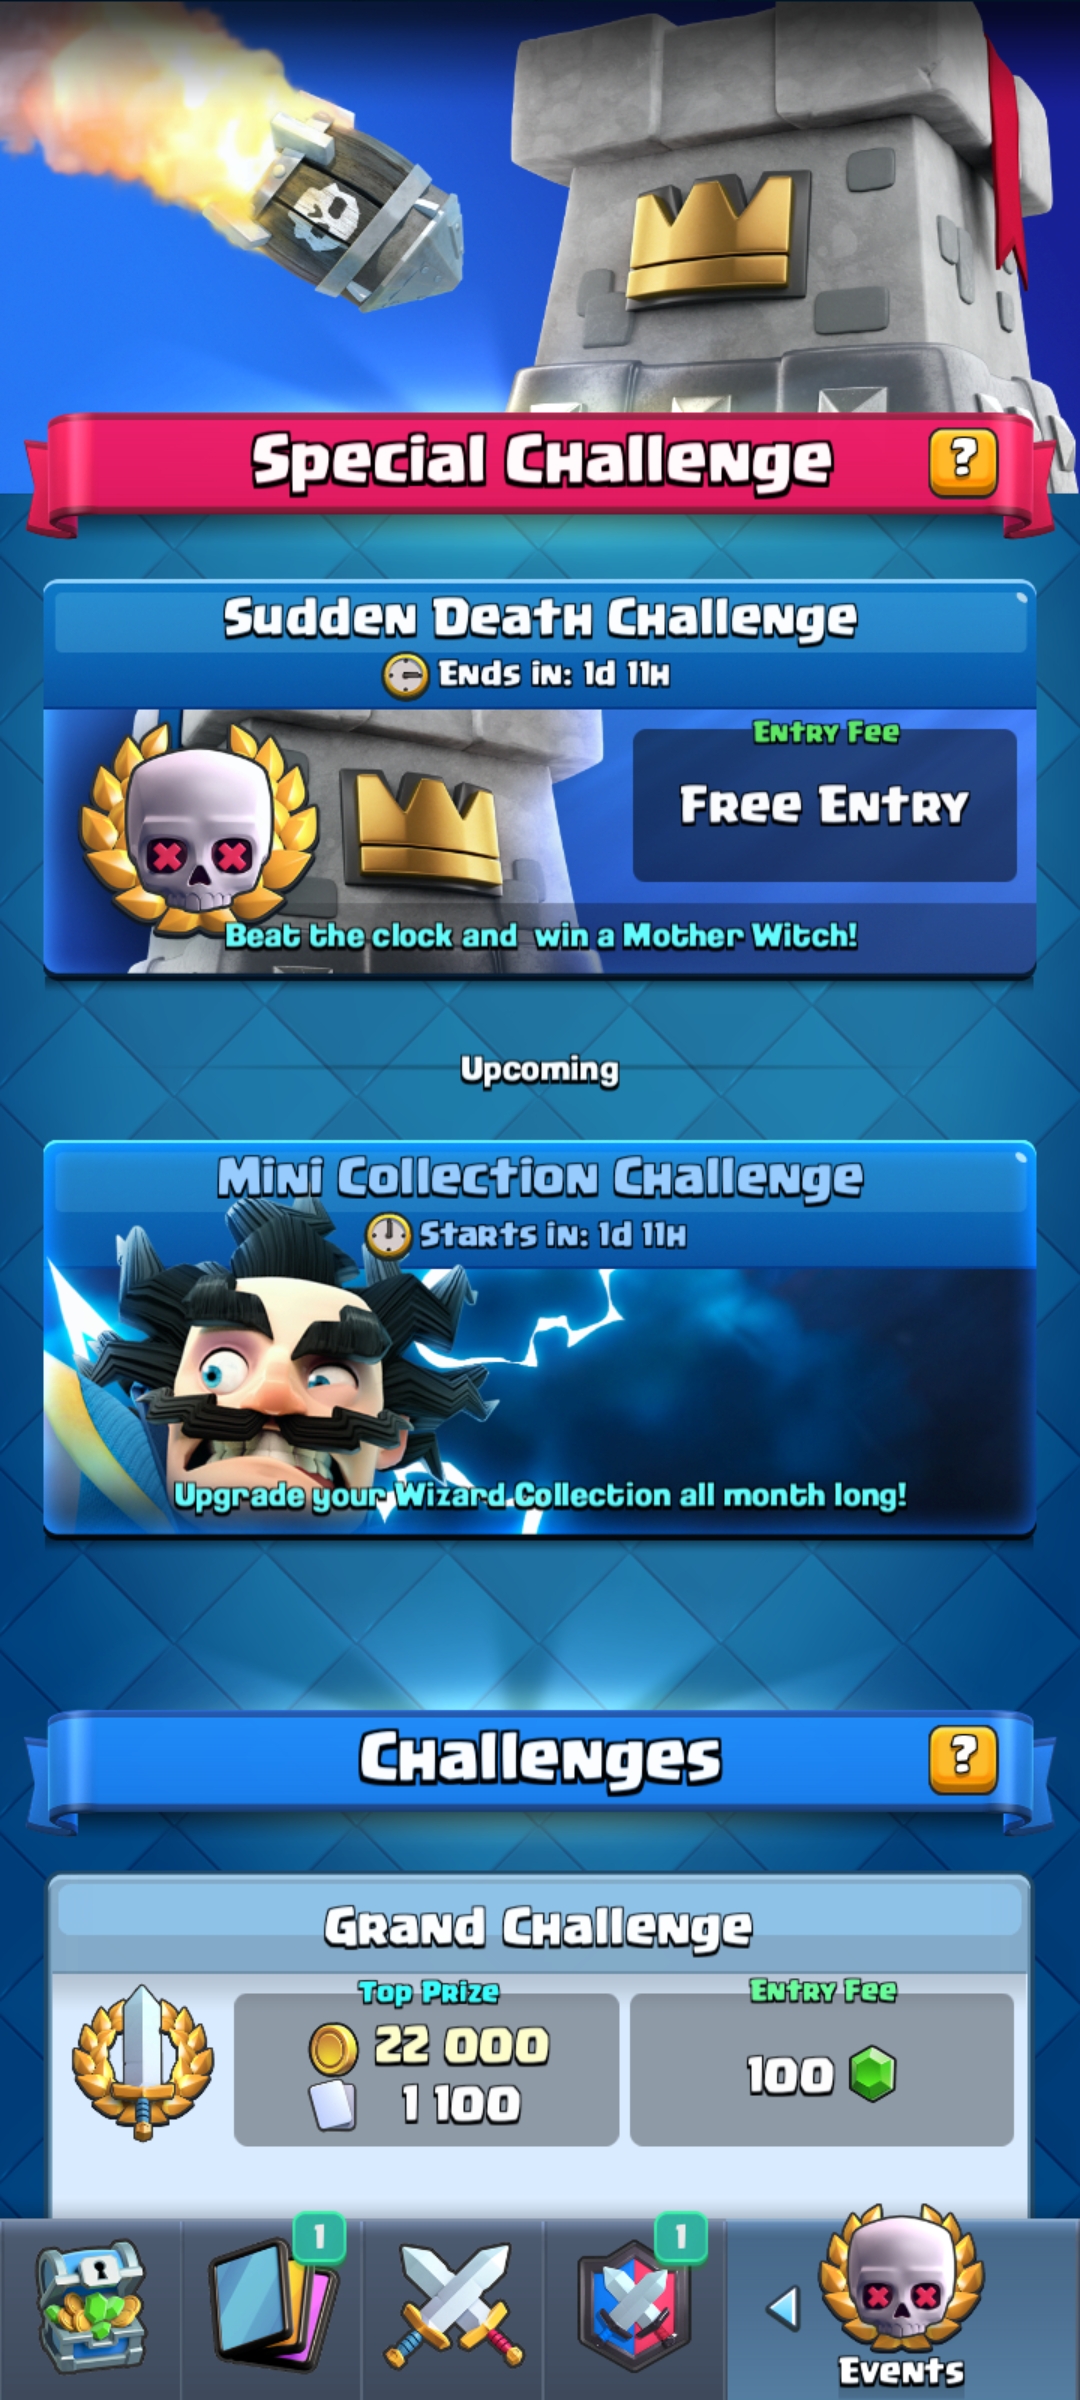 Special Challenge
?
Sudden Death Challenge
Ends in: 1d 11h
Entry Fee
Free Entry
Beat the clock and  win a Mother Witch!
Upcoming
Mini Collection Challenge
Starts in: 1d 11h
Upgrade your Wizard Collection all month long!
Challenges
?
Grand Challenge
Top Prize
Entry Fee
22 000
1 100
100
1
1
Events